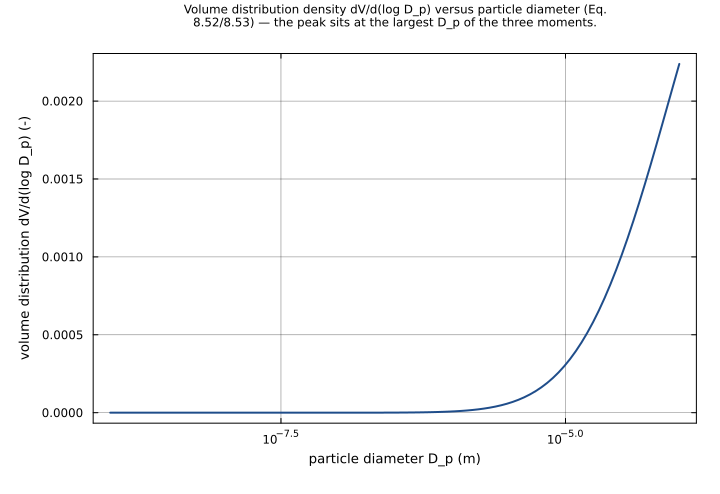 Volume distribution density dV/d(log D_p) versus particle diameter (Eq.
8.52/8.53) — the peak sits at the largest D_p of the three moments.
volume distribution dV/d(log D_p) (-)
0.0020
0.0015
0.0010
0.0005
0.0000
10^−7.5
10^−5.0
particle diameter D_p (m)